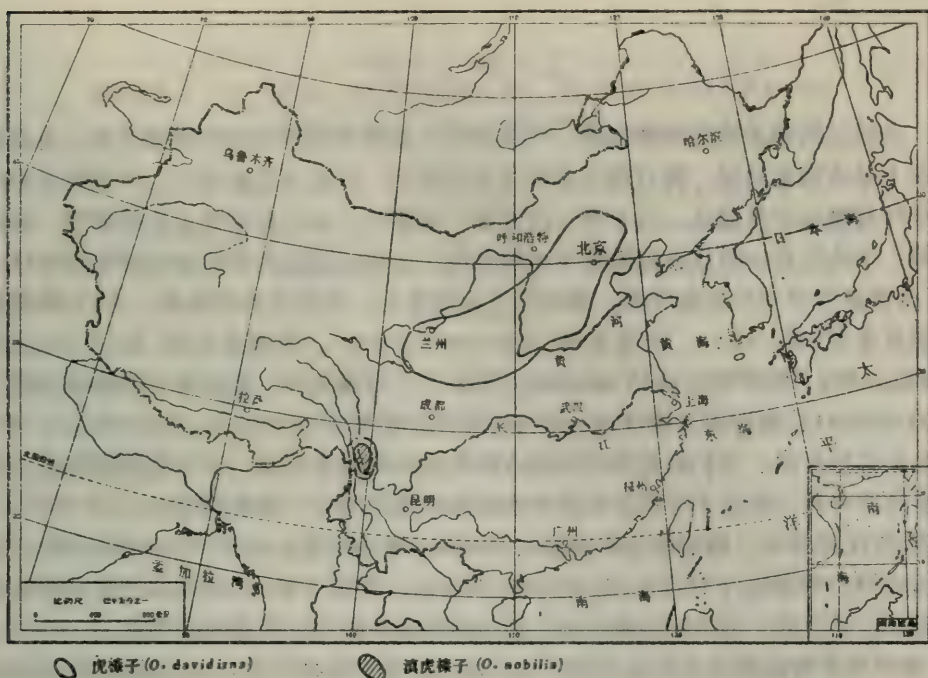 乌鲁木齐
哈尔滨
呼和浩特
北京
日本海
兰州
黄河
黄海
太平洋
拉萨
成都
武汉
上海
长江
东海
昆明
福州
广州
孟加拉湾
南海
比例尺
南海
虎榛子 (O. davidiana)
滇虎榛子 (O. nobilis)